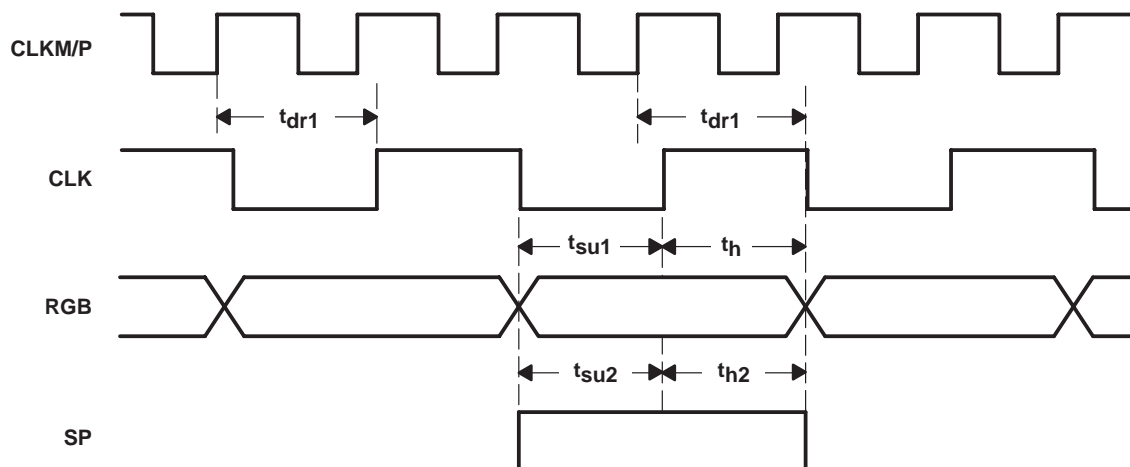 CLKM/P
tdr1 tdr1
CLK
tsu1 th
RGB
tsu2 th2
SP